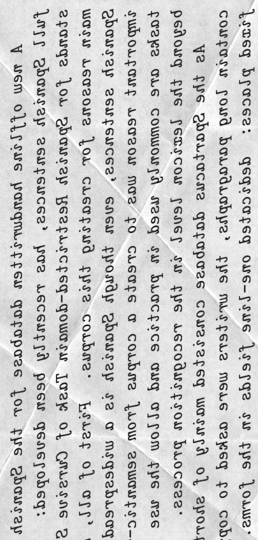 A new offline handwritten database for the Spanish
full Spanish sentences, has recently been developed:
stands for Spanish Restricted-domain Task of Cursive S
main reasons for creating this corpus. First of all,
Spanish sentences, even though Spanish is a widespread
important reason was to create a corpus from semantic-
tasks are commonly used in practice and allow the use
beyond the lexicon level in the recognition process.
As the Spartacus database consisted mainly of short
contain long paragraphs, the writers were asked to cop
fixed places: dedicated one-line fields in the forms.